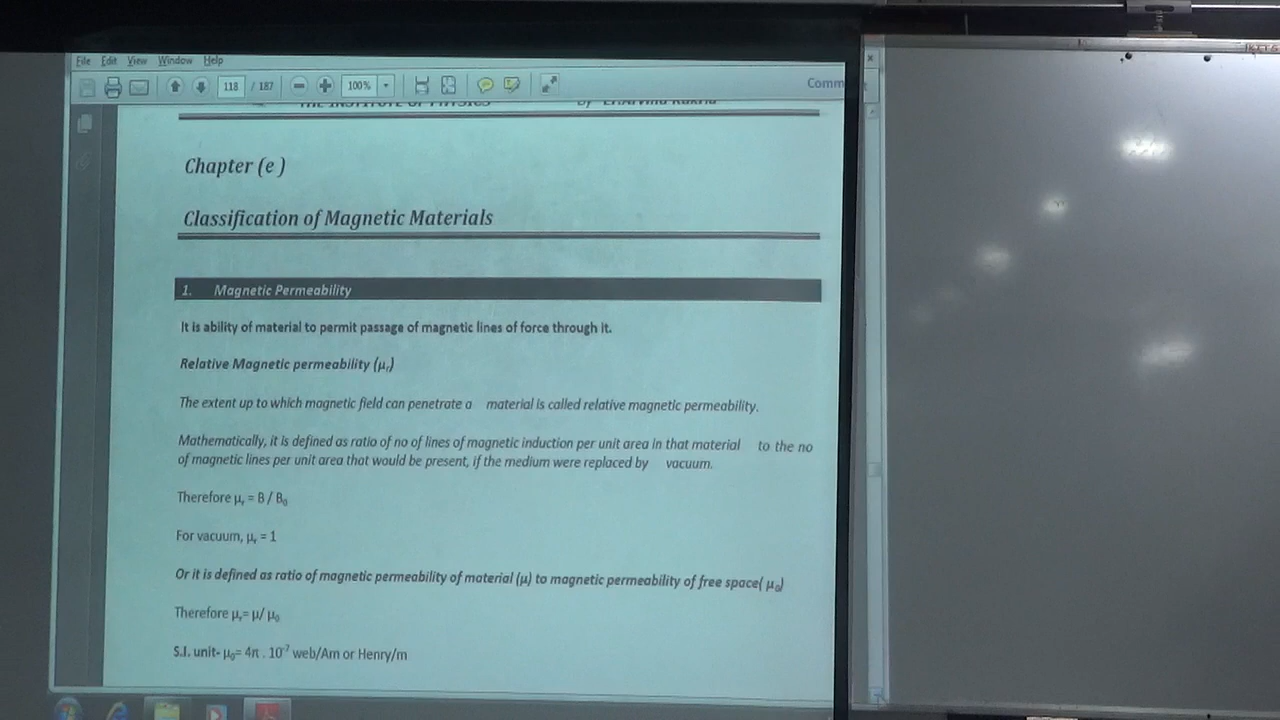 File Edit View Window Help
118 / 187 100% Comm
THE INSTITUTE OF PHYSICS by
Chapter (e )
Classification of Magnetic Materials
1. Magnetic Permeability
It is ability of material to permit passage of magnetic lines of force through it.
Relative Magnetic permeability (μr)
The extent up to which magnetic field can penetrate a material is called relative magnetic permeability.
Mathematically, it is defined as ratio of no of lines of magnetic induction per unit area in that material to the no
of magnetic lines per unit area that would be present, if the medium were replaced by vacuum.
Therefore μr = B / B0
For vacuum, μr = 1
Or it is defined as ratio of magnetic permeability of material (μ) to magnetic permeability of free space( μ0)
Therefore μr= μ/ μ0
S.I. unit- μ0= 4π . 10⁻⁷ web/Am or Henry/m